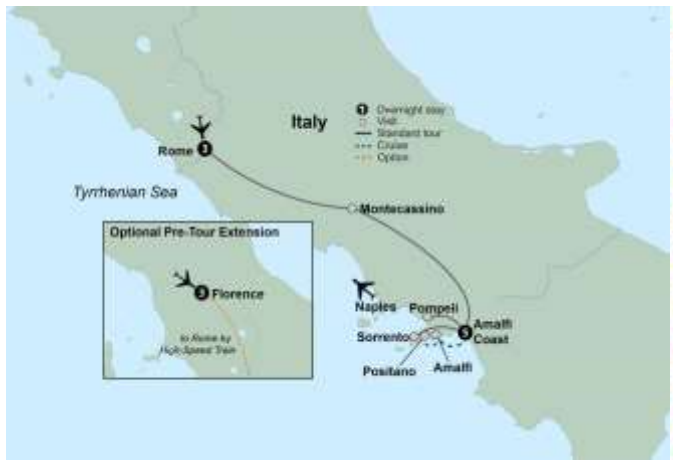 Italy
1 Overnight stay
Visit
Standard tour
Cruise
Option
Rome 3
Tyrrhenian Sea
Montecassino
Optional Pre-Tour Extension
3 Florence
to Rome by
High-Speed Train
Naples
Pompeii
Sorrento
5 Amalfi
Coast
Positano
Amalfi